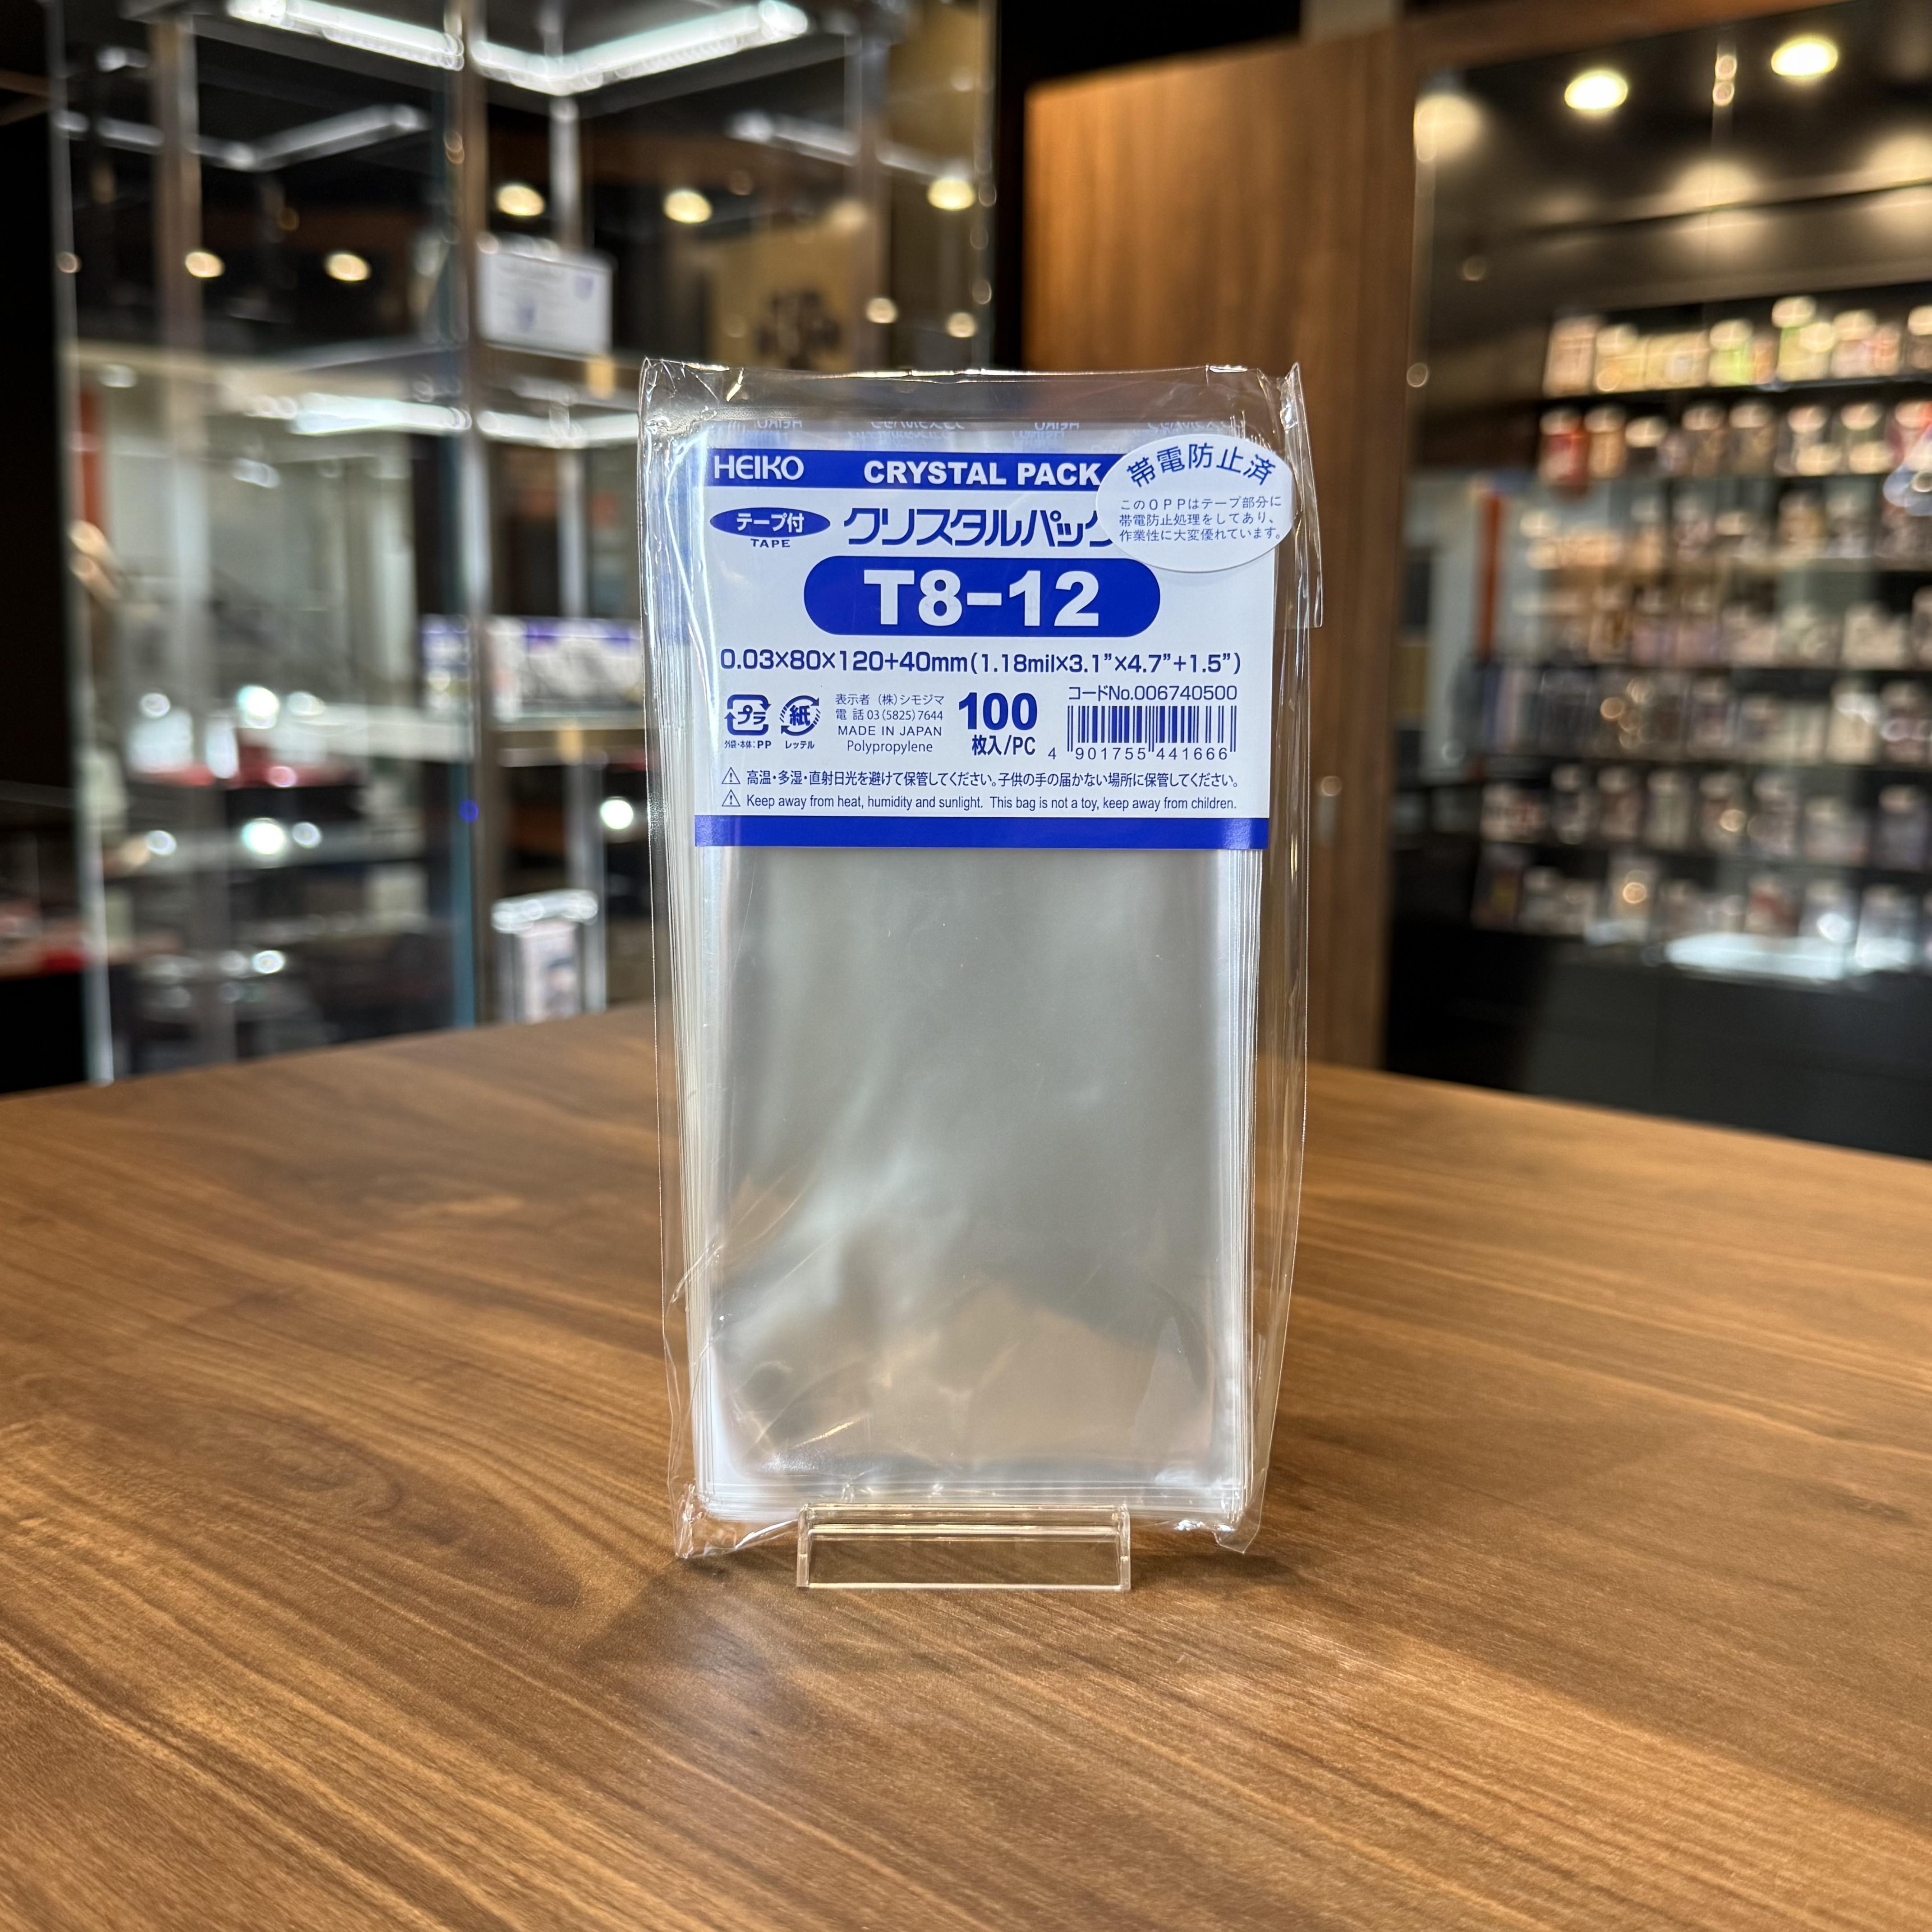 HEIKO CRYSTAL PACK
帯電防止済
このOPPはテープ部分に
帯電防止処理をしてあり、
作業性に大変優れています。
テープ付
TAPE
クリスタルパック
T8-12
0.03×80×120+40mm(1.18mil×3.1”×4.7”+1.5”)
プラ
外袋・本体:PP
紙
レッテル
表示者 (株)シモジマ
電話 03(5825)7644
MADE IN JAPAN
Polypropylene
100
枚入/PC
コードNo.006740500
4 901755 441666
⚠ 高温・多湿・直射日光を避けて保管してください。子供の手の届かない場所に保管してください。
⚠ Keep away from heat, humidity and sunlight. This bag is not a toy, keep away from children.